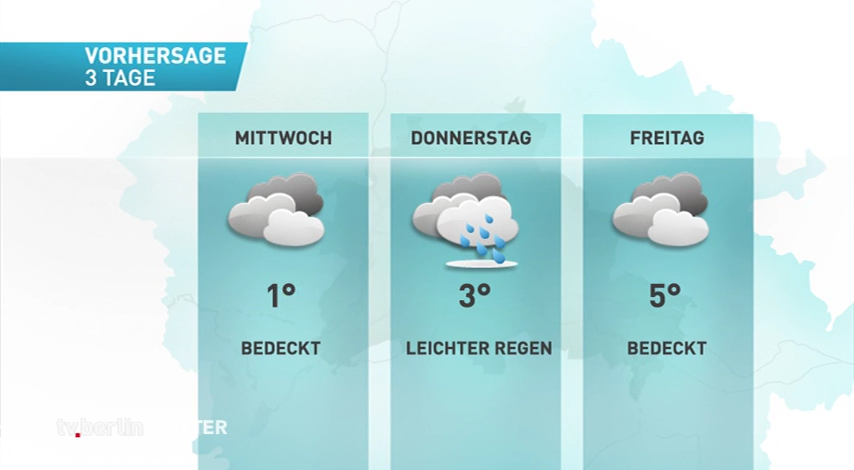 VORHERSAGE
3 TAGE
MITTWOCH
DONNERSTAG
FREITAG
1°
3°
5°
BEDECKT
LEICHTER REGEN
BEDECKT
tv.berlin